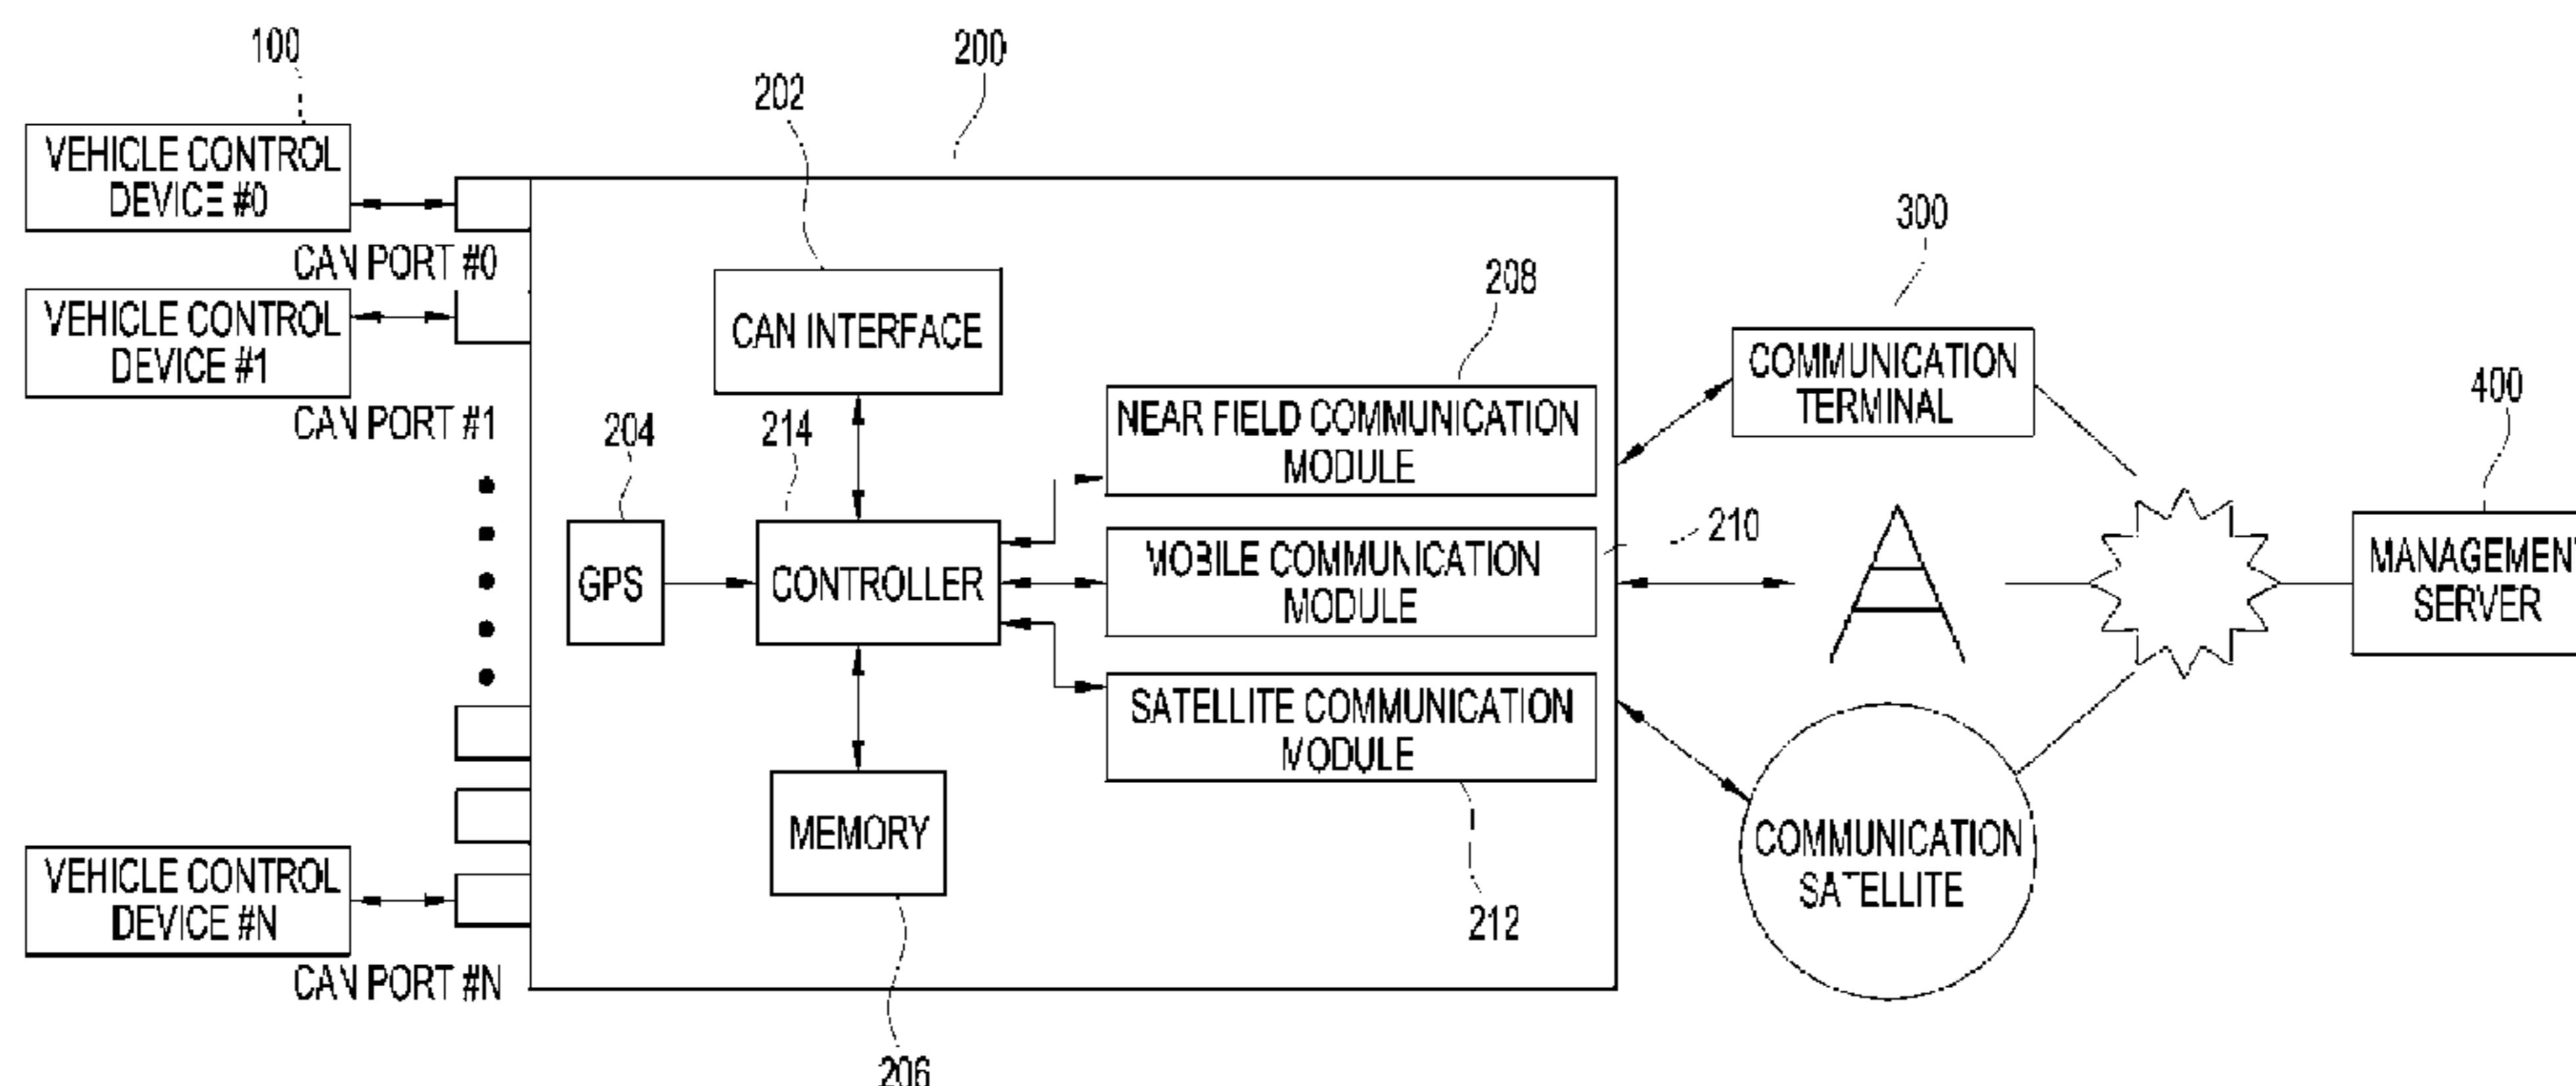 100
200
202
VEHICLE CONTROL
DEVICE #0
CAN PORT #0
300
208
VEHICLE CONTROL
DEVICE #1
CAN INTERFACE
COMMUNICATION
TERMINAL
400
CAN PORT #1
204
214
NEAR FIELD COMMUNICATION
MODULE
210
GPS
CONTROLLER
MOBILE COMMUNICATION
MODULE
MANAGEMENT
SERVER
SATELLITE COMMUNICATION
MODULE
MEMORY
COMMUNICATION
SATELLITE
VEHICLE CONTROL
DEVICE #N
212
CAN PORT #N
206